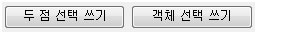 두 점 선택 쓰기 객체 선택 쓰기